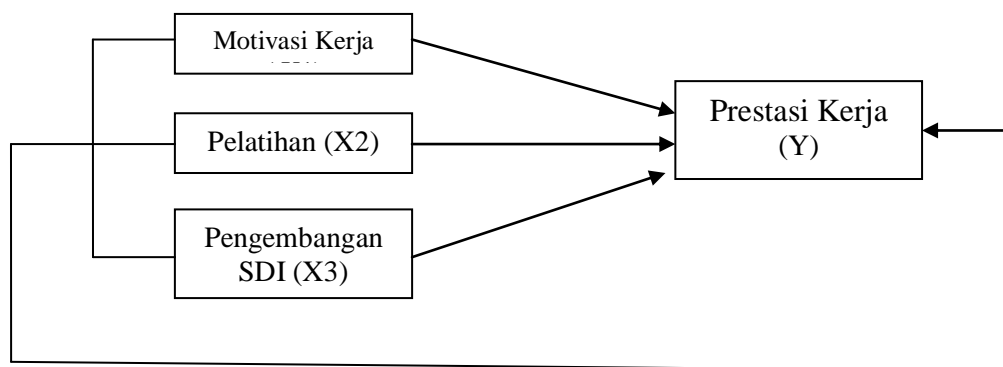 Motivasi Kerja
Pelatihan (X2)
Pengembangan
SDI (X3)
Prestasi Kerja
(Y)